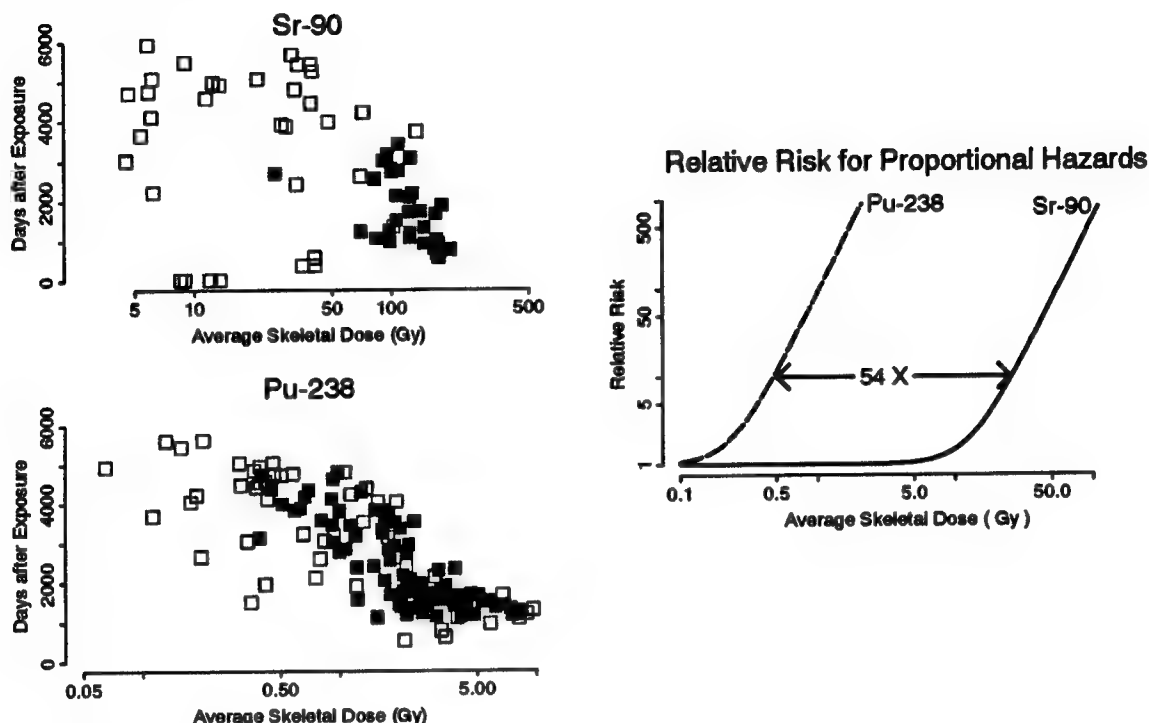 Sr-90
6000
4000
2000
0
Days after Exposure
5 10 50 100 500
Average Skeletal Dose (Gy)
Pu-238
6000
4000
2000
0
Days after Exposure
0.05 0.50 5.00
Average Skeletal Dose (Gy)
Relative Risk for Proportional Hazards
Pu-238 Sr-90
500
50
5
1
Relative Risk
54 X
0.1 0.5 5.0 50.0
Average Skeletal Dose ( Gy )